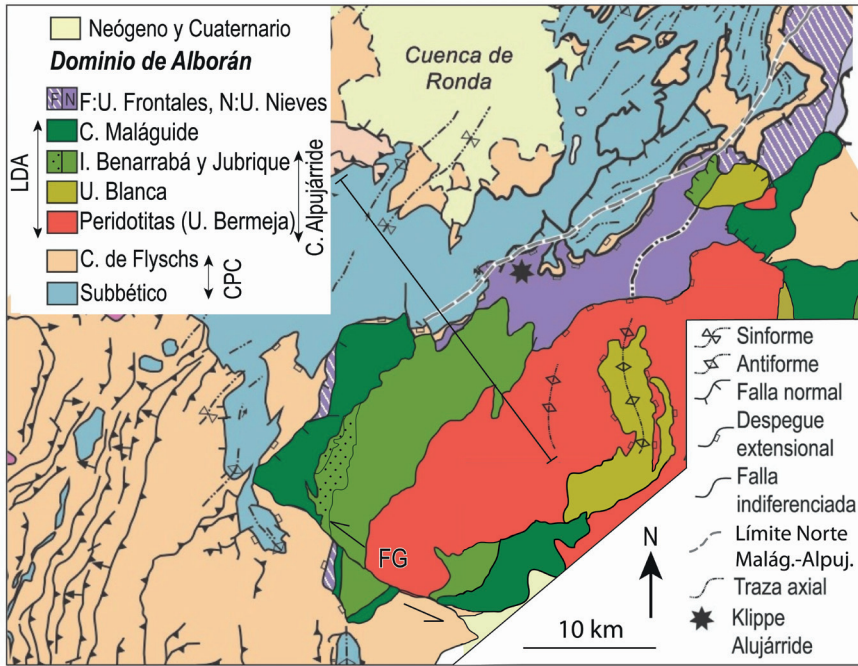 Neógeno y Cuaternario
Dominio de Alborán
F N F:U. Frontales, N:U. Nieves
C. Maláguide
I. Benarrabá y Jubrique
U. Blanca
Peridotitas (U. Bermeja)
C. de Flyschs
Subbético
LDA
C. Alpujárride
CPC
Cuenca de
Ronda
FG
Sinforme
Antiforme
Falla normal
Despegue
extensional
Falla
indiferenciada
Límite Norte
Malág.-Alpuj.
Traza axial
Klippe
Alujárride
N
10 km